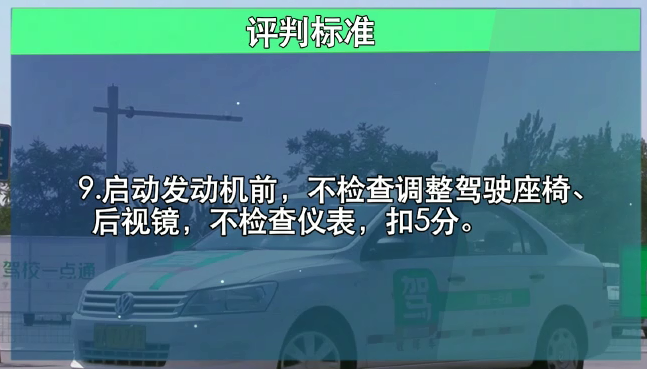 评判标准
9.启动发动机前，不检查调整驾驶座椅、
后视镜，不检查仪表，扣5分。
驾校一点通
驾